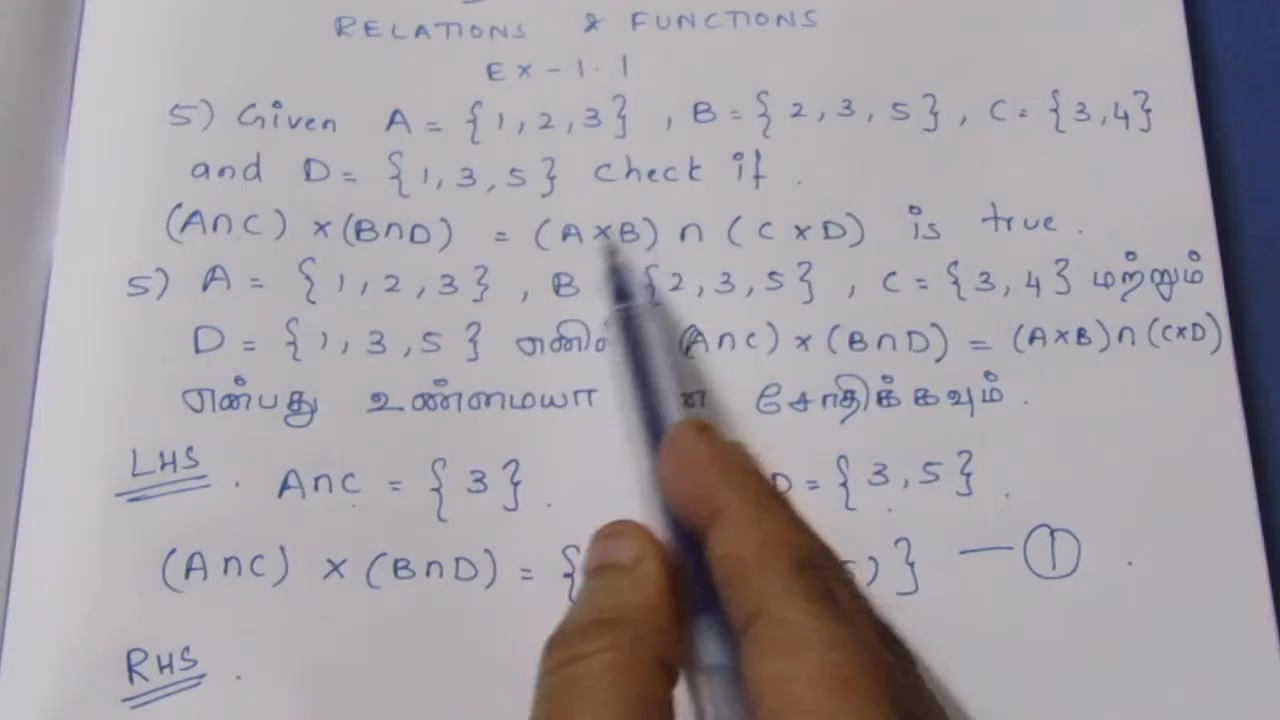 RELATIONS & FUNCTIONS
Ex - 1.1
5) Given A = {1, 2, 3}, B = {2, 3, 5}, C = {3, 4}
and D = {1, 3, 5} check if.
(A∩C) × (B∩D) = (A×B) ∩ (C×D) is true.
5) A = {1, 2, 3}, B {2, 3, 5}, C = {3, 4} மற்றும்
D = {1, 3, 5} எனில் (A∩C) × (B∩D) = (A×B)∩(C×D)
என்பது உண்மையா சோதிக்கவும்.
LHS. A∩C = {3}. D = {3, 5}.
(A∩C) × (B∩D) = { )} — ①.
RHS.